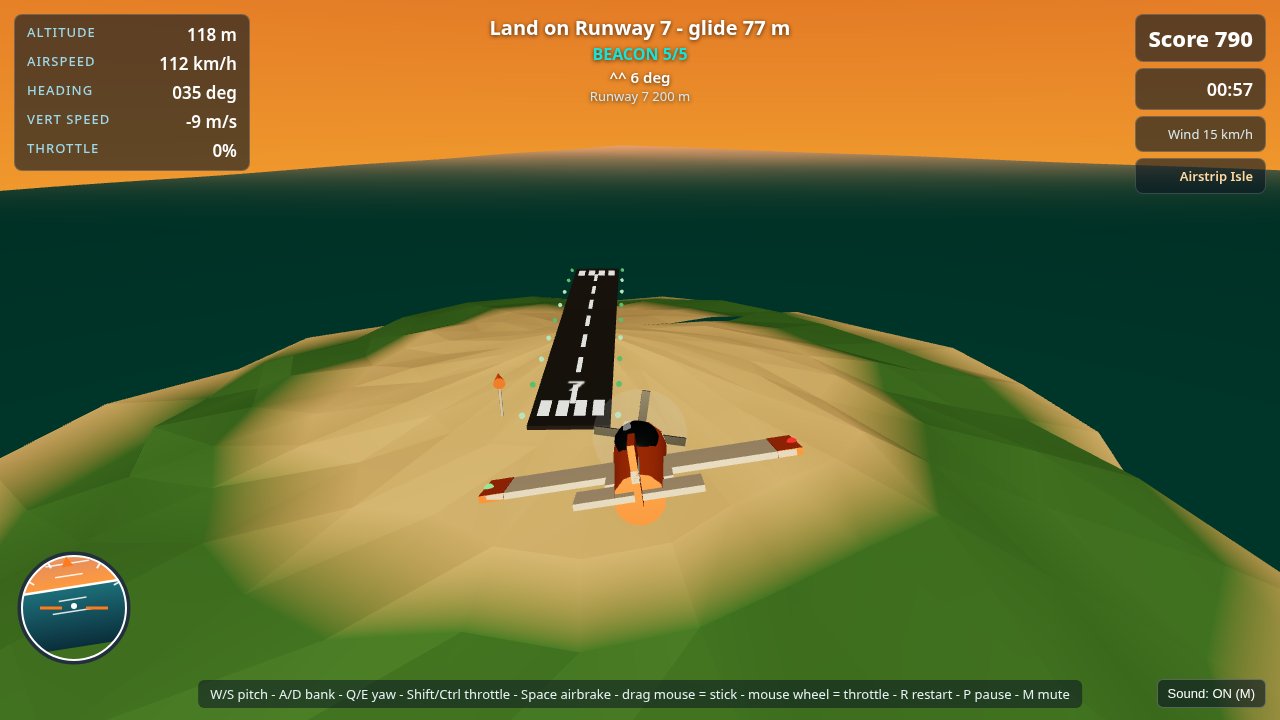 ALTITUDE 118 m
AIRSPEED 112 km/h
HEADING 035 deg
VERT SPEED -9 m/s
THROTTLE 0%
Land on Runway 7 - glide 77 m
BEACON 5/5
^^ 6 deg
Runway 7 200 m
Score 790
00:57
Wind 15 km/h
Airstrip Isle
7
W/S pitch - A/D bank - Q/E yaw - Shift/Ctrl throttle - Space airbrake - drag mouse = stick - mouse wheel = throttle - R restart - P pause - M mute
Sound: ON (M)